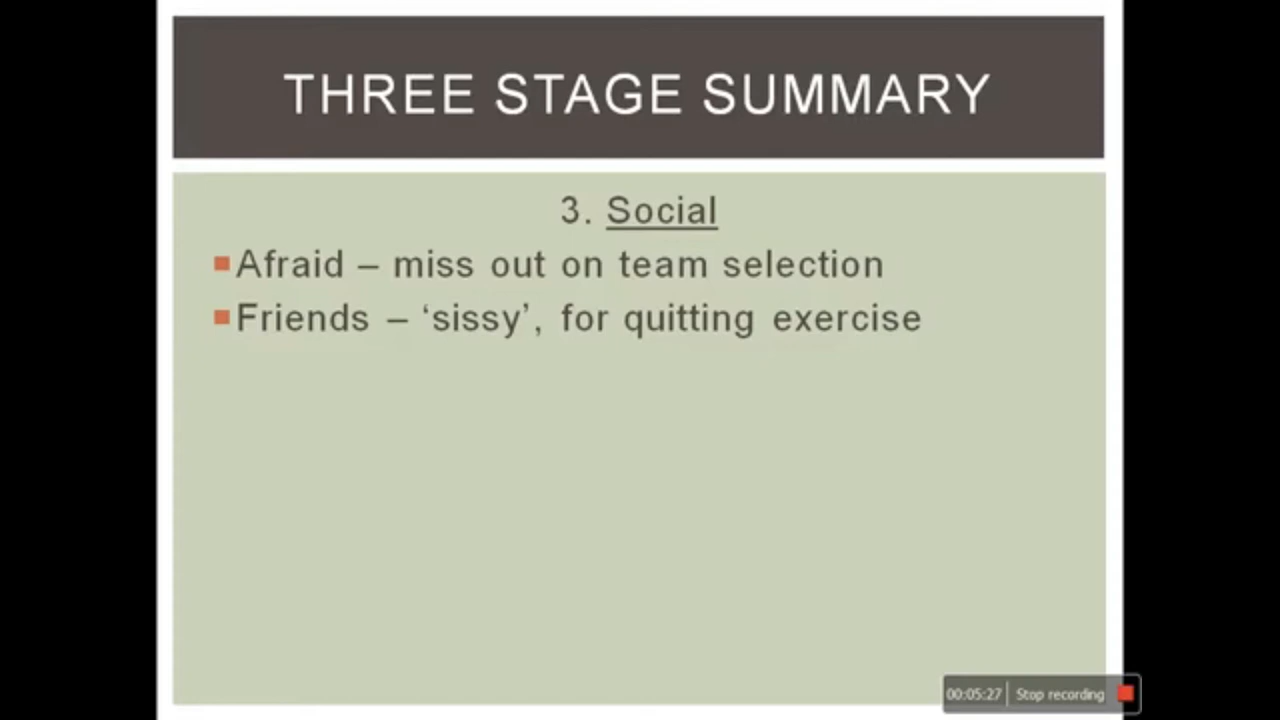 THREE STAGE SUMMARY
3. Social
Afraid – miss out on team selection
Friends – ‘sissy’, for quitting exercise
00:05:27 Stop recording